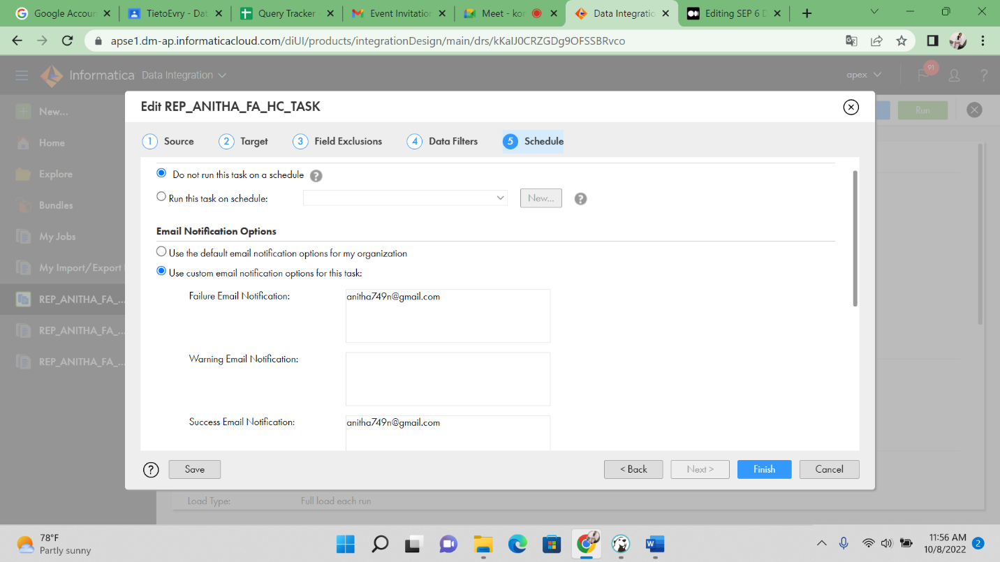 Google Accoun
TietoEvry - Dat
Query Tracker
Event Invitation
Meet - kor
Data Integratio
Editing SEP 6 D
apse1.dm-ap.informaticacloud.com/diUI/products/integrationDesign/main/drs/kKaIJ0CRZGDg9OFSSBRvco
Informatica Data Integration
apex
91
New...
Home
Explore
Bundles
My Jobs
My Import/Export
REP_ANITHA_FA_...
REP_ANITHA_FA_...
REP_ANITHA_FA_...
Run
Edit REP_ANITHA_FA_HC_TASK
1 Source 2 Target 3 Field Exclusions 4 Data Filters 5 Schedule
Do not run this task on a schedule ?
Run this task on schedule: New... ?
Email Notification Options
Use the default email notification options for my organization
Use custom email notification options for this task:
Failure Email Notification: anitha749n@gmail.com
Warning Email Notification:
Success Email Notification: anitha749n@gmail.com
? Save < Back Next > Finish Cancel
Load Type: Full load each run
78°F
Partly sunny
11:56 AM
10/8/2022
2